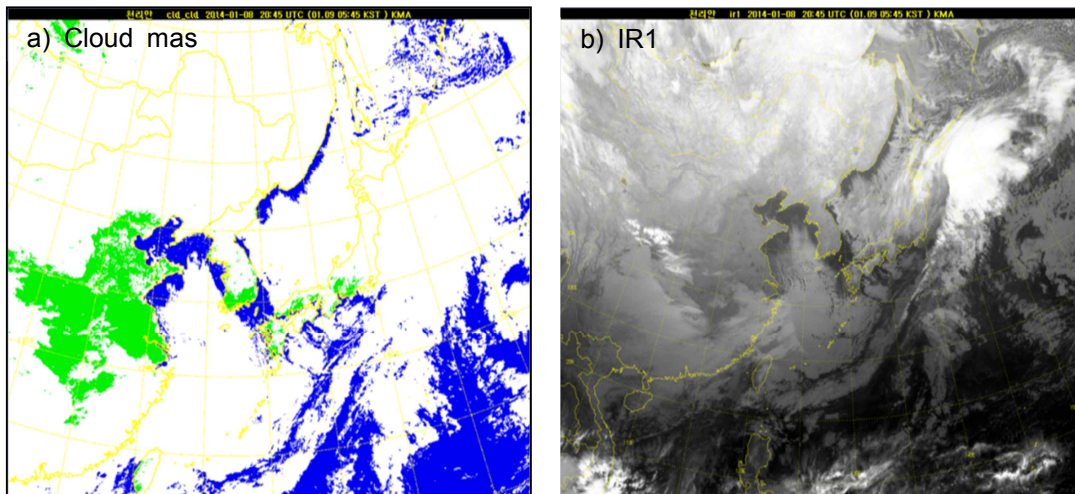 천리안 cld_cld 2014-01-08 20:45 UTC (01.09 05:45 KST) KMA
a) Cloud mas
천리안 ir1 2014-01-08 20:45 UTC (01.09 05:45 KST) KMA
b) IR1